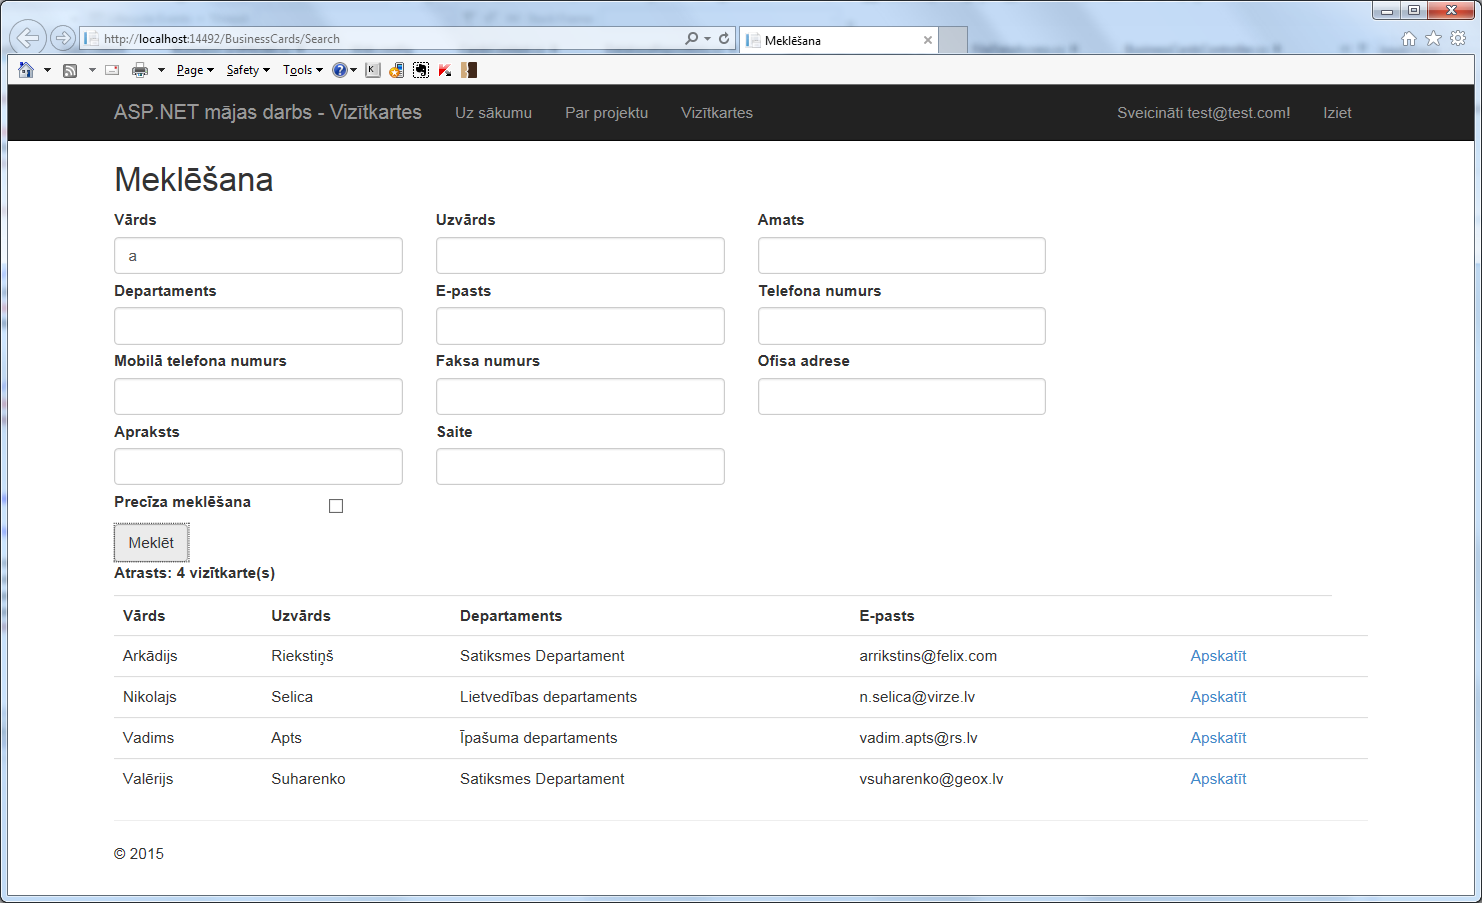 http://localhost:14492/BusinessCards/Search
Meklēšana
Page
Safety
Tools
ASP.NET mājas darbs - Vizītkartes
Uz sākumu
Par projektu
Vizītkartes
Sveicināti test@test.com!
Iziet
Meklēšana
Vārds
Uzvārds
Amats
a
Departaments
E-pasts
Telefona numurs
Mobilā telefona numurs
Faksa numurs
Ofisa adrese
Apraksts
Saite
Precīza meklēšana
Meklēt
Atrasts: 4 vizītkarte(s)
Vārds Uzvārds Departaments E-pasts
Arkādijs Riekstiņš Satiksmes Departament arrikstins@felix.com Apskatīt
Nikolajs Selica Lietvedības departaments n.selica@virze.lv Apskatīt
Vadims Apts Īpašuma departaments vadim.apts@rs.lv Apskatīt
Valērijs Suharenko Satiksmes Departament vsuharenko@geox.lv Apskatīt
© 2015